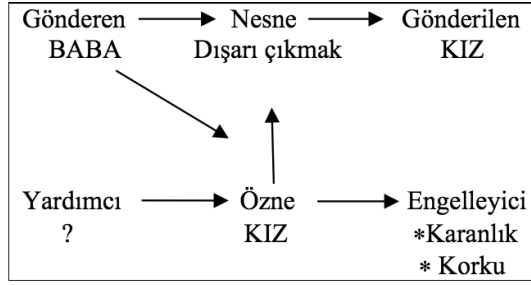 Gönderen Nesne Gönderilen
BABA Dışarı çıkmak KIZ
Yardımcı Özne Engelleyici
? KIZ *Karanlık
* Korku